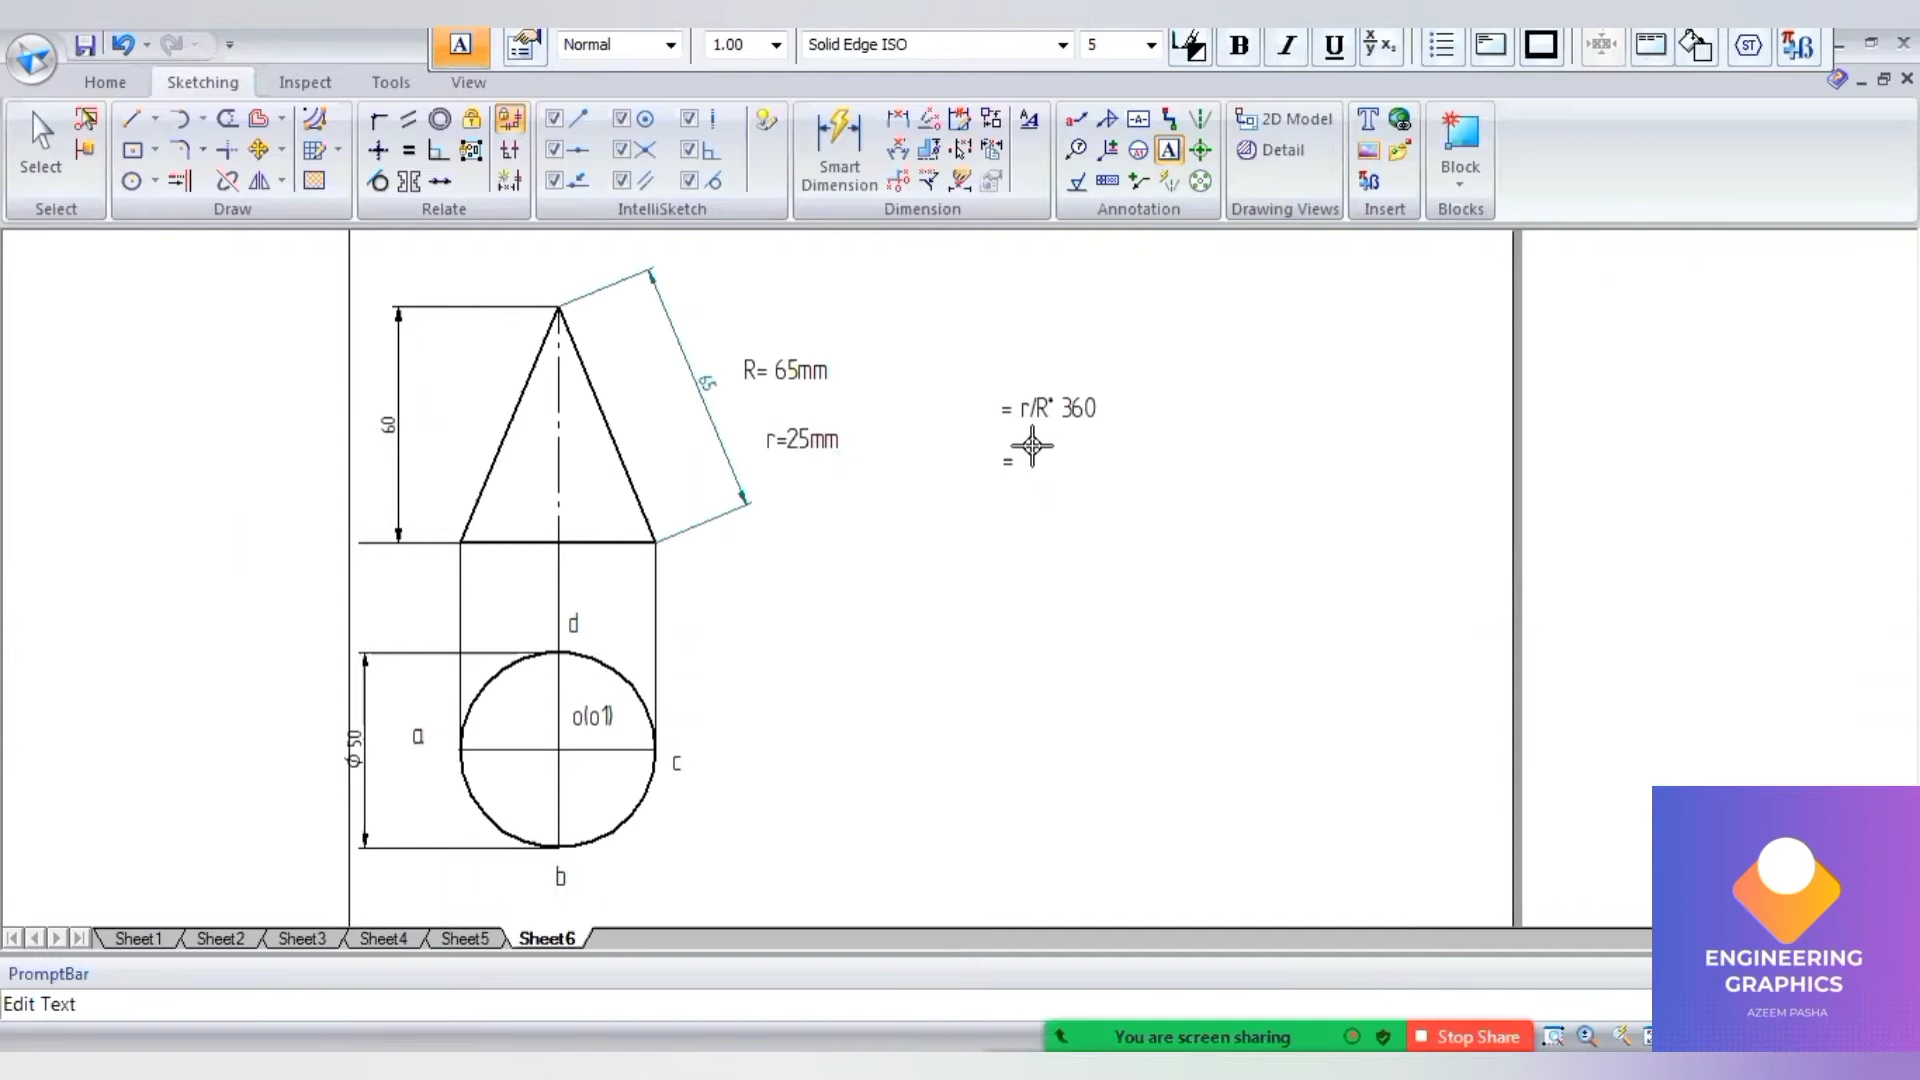 Normal 1.00 Solid Edge ISO 5 B I U
Home Sketching Inspect Tools View
Select
Smart Dimension
2D Model
Detail
Block
Select Draw Relate IntelliSketch Dimension Annotation Drawing Views Insert Blocks
60
65
R= 65mm
r=25mm
= r/R* 360
=
d
o(o1)
a
c
b
ϕ 50
Sheet1 Sheet2 Sheet3 Sheet4 Sheet5 Sheet6
PromptBar
Edit Text
You are screen sharing Stop Share
ENGINEERING
GRAPHICS
AZEEM PASHA